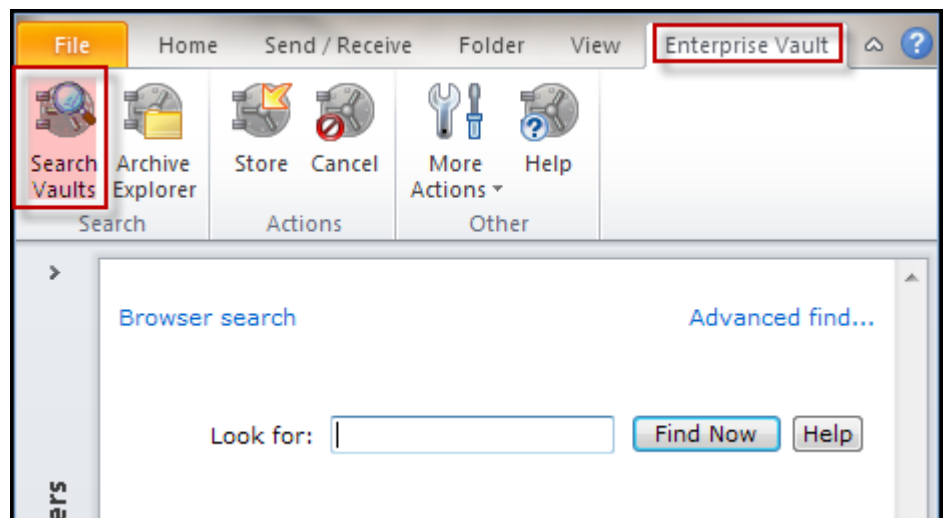 File Home Send / Receive Folder View Enterprise Vault
Search Vaults
Archive Explorer
Store
Cancel
More Actions
Help
Search
Actions
Other
Browser search
Advanced find...
Look for:
Find Now
Help